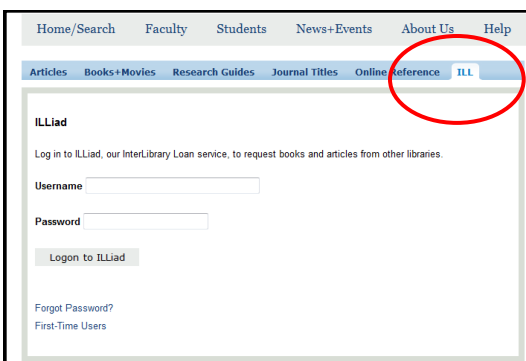 Home/Search Faculty Students News+Events About Us Help
Articles Books+Movies Research Guides Journal Titles Online Reference ILL
ILLiad
Log in to ILLiad, our InterLibrary Loan service, to request books and articles from other libraries.
Username
Password
Logon to ILLiad
Forgot Password?
First-Time Users